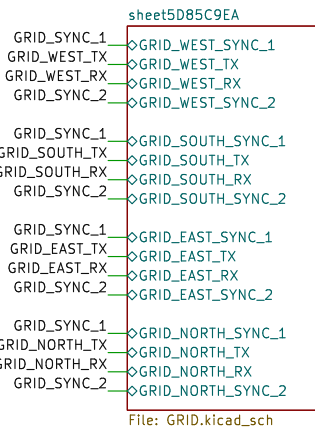 sheet5D85C9EA
GRID_SYNC_1 GRID_WEST_SYNC_1
GRID_WEST_TX GRID_WEST_TX
GRID_WEST_RX GRID_WEST_RX
GRID_SYNC_2 GRID_WEST_SYNC_2
GRID_SYNC_1 GRID_SOUTH_SYNC_1
GRID_SOUTH_TX GRID_SOUTH_TX
GRID_SOUTH_RX GRID_SOUTH_RX
GRID_SYNC_2 GRID_SOUTH_SYNC_2
GRID_SYNC_1 GRID_EAST_SYNC_1
GRID_EAST_TX GRID_EAST_TX
GRID_EAST_RX GRID_EAST_RX
GRID_SYNC_2 GRID_EAST_SYNC_2
GRID_SYNC_1 GRID_NORTH_SYNC_1
GRID_NORTH_TX GRID_NORTH_TX
GRID_NORTH_RX GRID_NORTH_RX
GRID_SYNC_2 GRID_NORTH_SYNC_2
File: GRID.kicad_sch